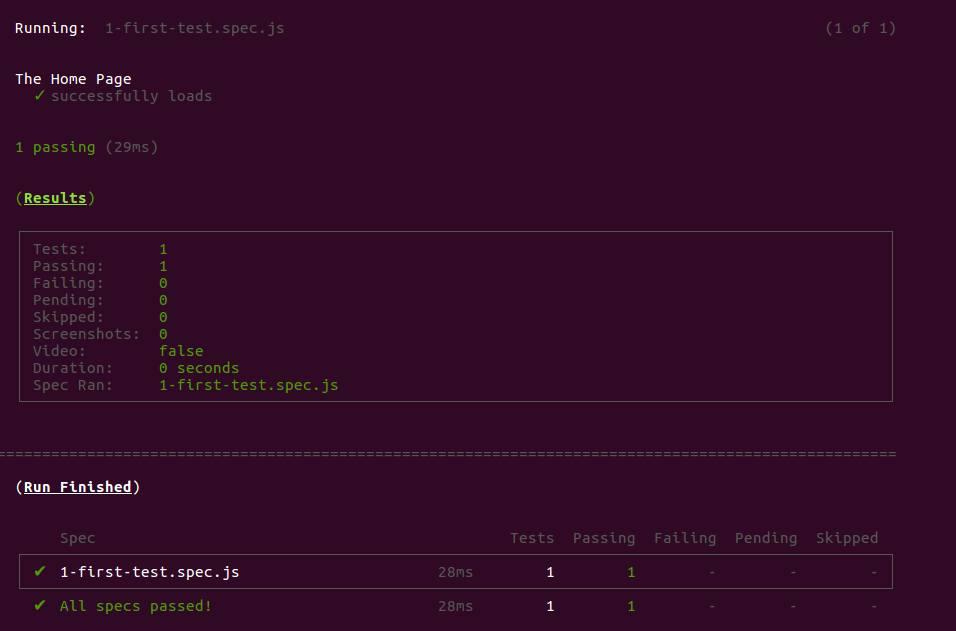 Running:  1-first-test.spec.js (1 of 1)
The Home Page
✓ successfully loads
1 passing (29ms)
(Results)
Tests: 1
Passing: 1
Failing: 0
Pending: 0
Skipped: 0
Screenshots: 0
Video: false
Duration: 0 seconds
Spec Ran: 1-first-test.spec.js
====================================================================================================
(Run Finished)
Spec Tests Passing Failing Pending Skipped
✔ 1-first-test.spec.js 28ms 1 1 - - -
✔ All specs passed! 28ms 1 1 - - -